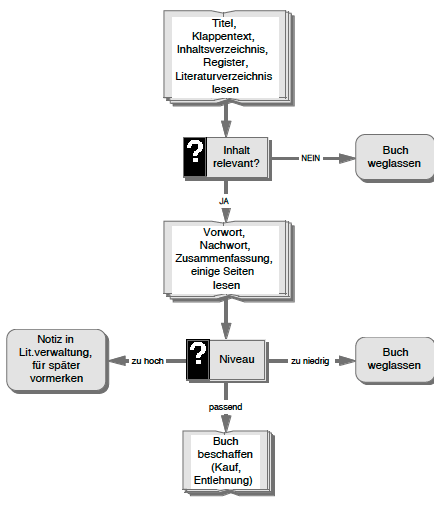 Titel,
Klappentext,
Inhaltsverzeichnis,
Register,
Literaturverzeichnis
lesen
?
Inhalt
relevant?
NEIN
Buch
weglassen
JA
Vorwort,
Nachwort,
Zusammenfassung,
einige Seiten
lesen
Notiz in
Lit.verwaltung,
für später
vormerken
zu hoch
?
Niveau
zu niedrig
Buch
weglassen
passend
Buch
beschaffen
(Kauf,
Entlehnung)